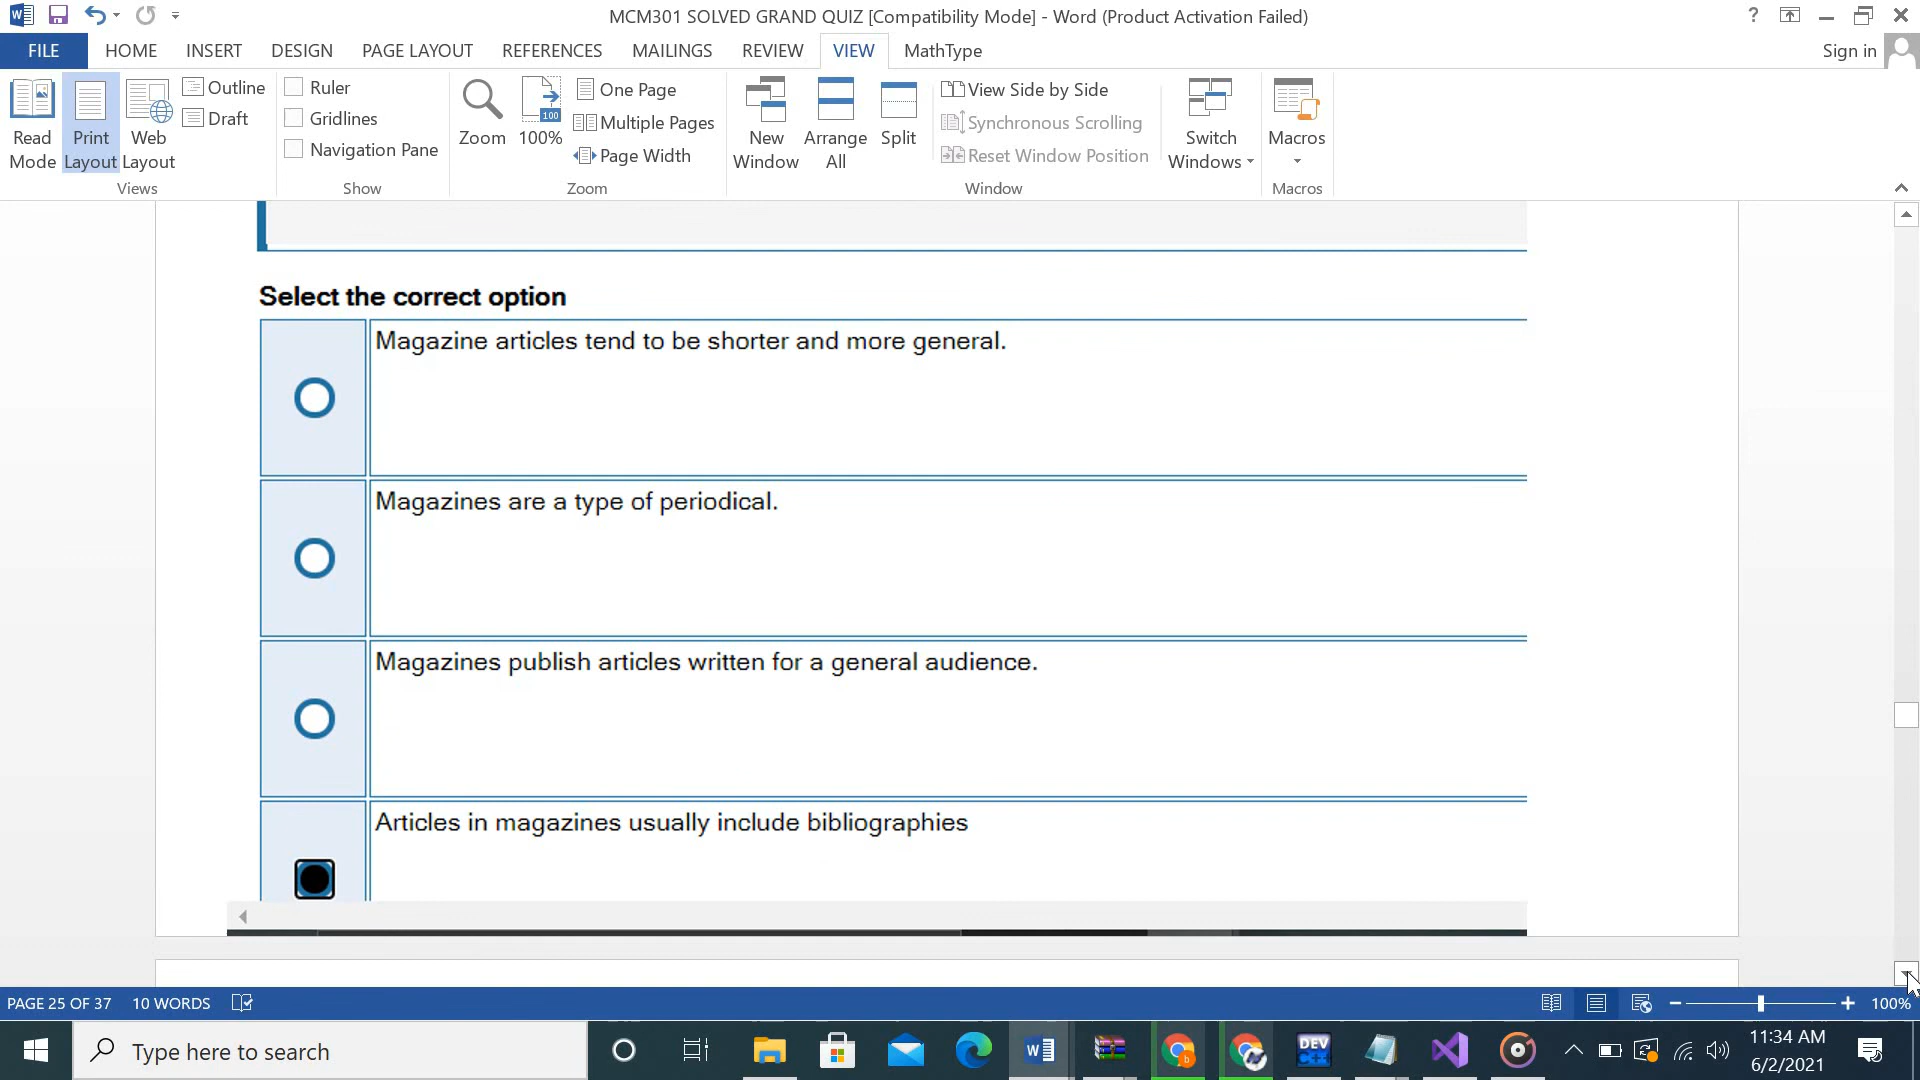 MCM301 SOLVED GRAND QUIZ [Compatibility Mode] - Word (Product Activation Failed)
FILE HOME INSERT DESIGN PAGE LAYOUT REFERENCES MAILINGS REVIEW VIEW MathType Sign in
Read Mode
Print Layout
Web Layout
Outline
Draft
Views
Ruler
Gridlines
Navigation Pane
Show
Zoom
100
100%
One Page
Multiple Pages
Page Width
Zoom
New Window
Arrange All
Split
View Side by Side
Synchronous Scrolling
Reset Window Position
Window
Switch Windows
Macros
Macros
Select the correct option
Magazine articles tend to be shorter and more general.
Magazines are a type of periodical.
Magazines publish articles written for a general audience.
Articles in magazines usually include bibliographies
PAGE 25 OF 37 10 WORDS 100%
Type here to search
DEV
11:34 AM
6/2/2021